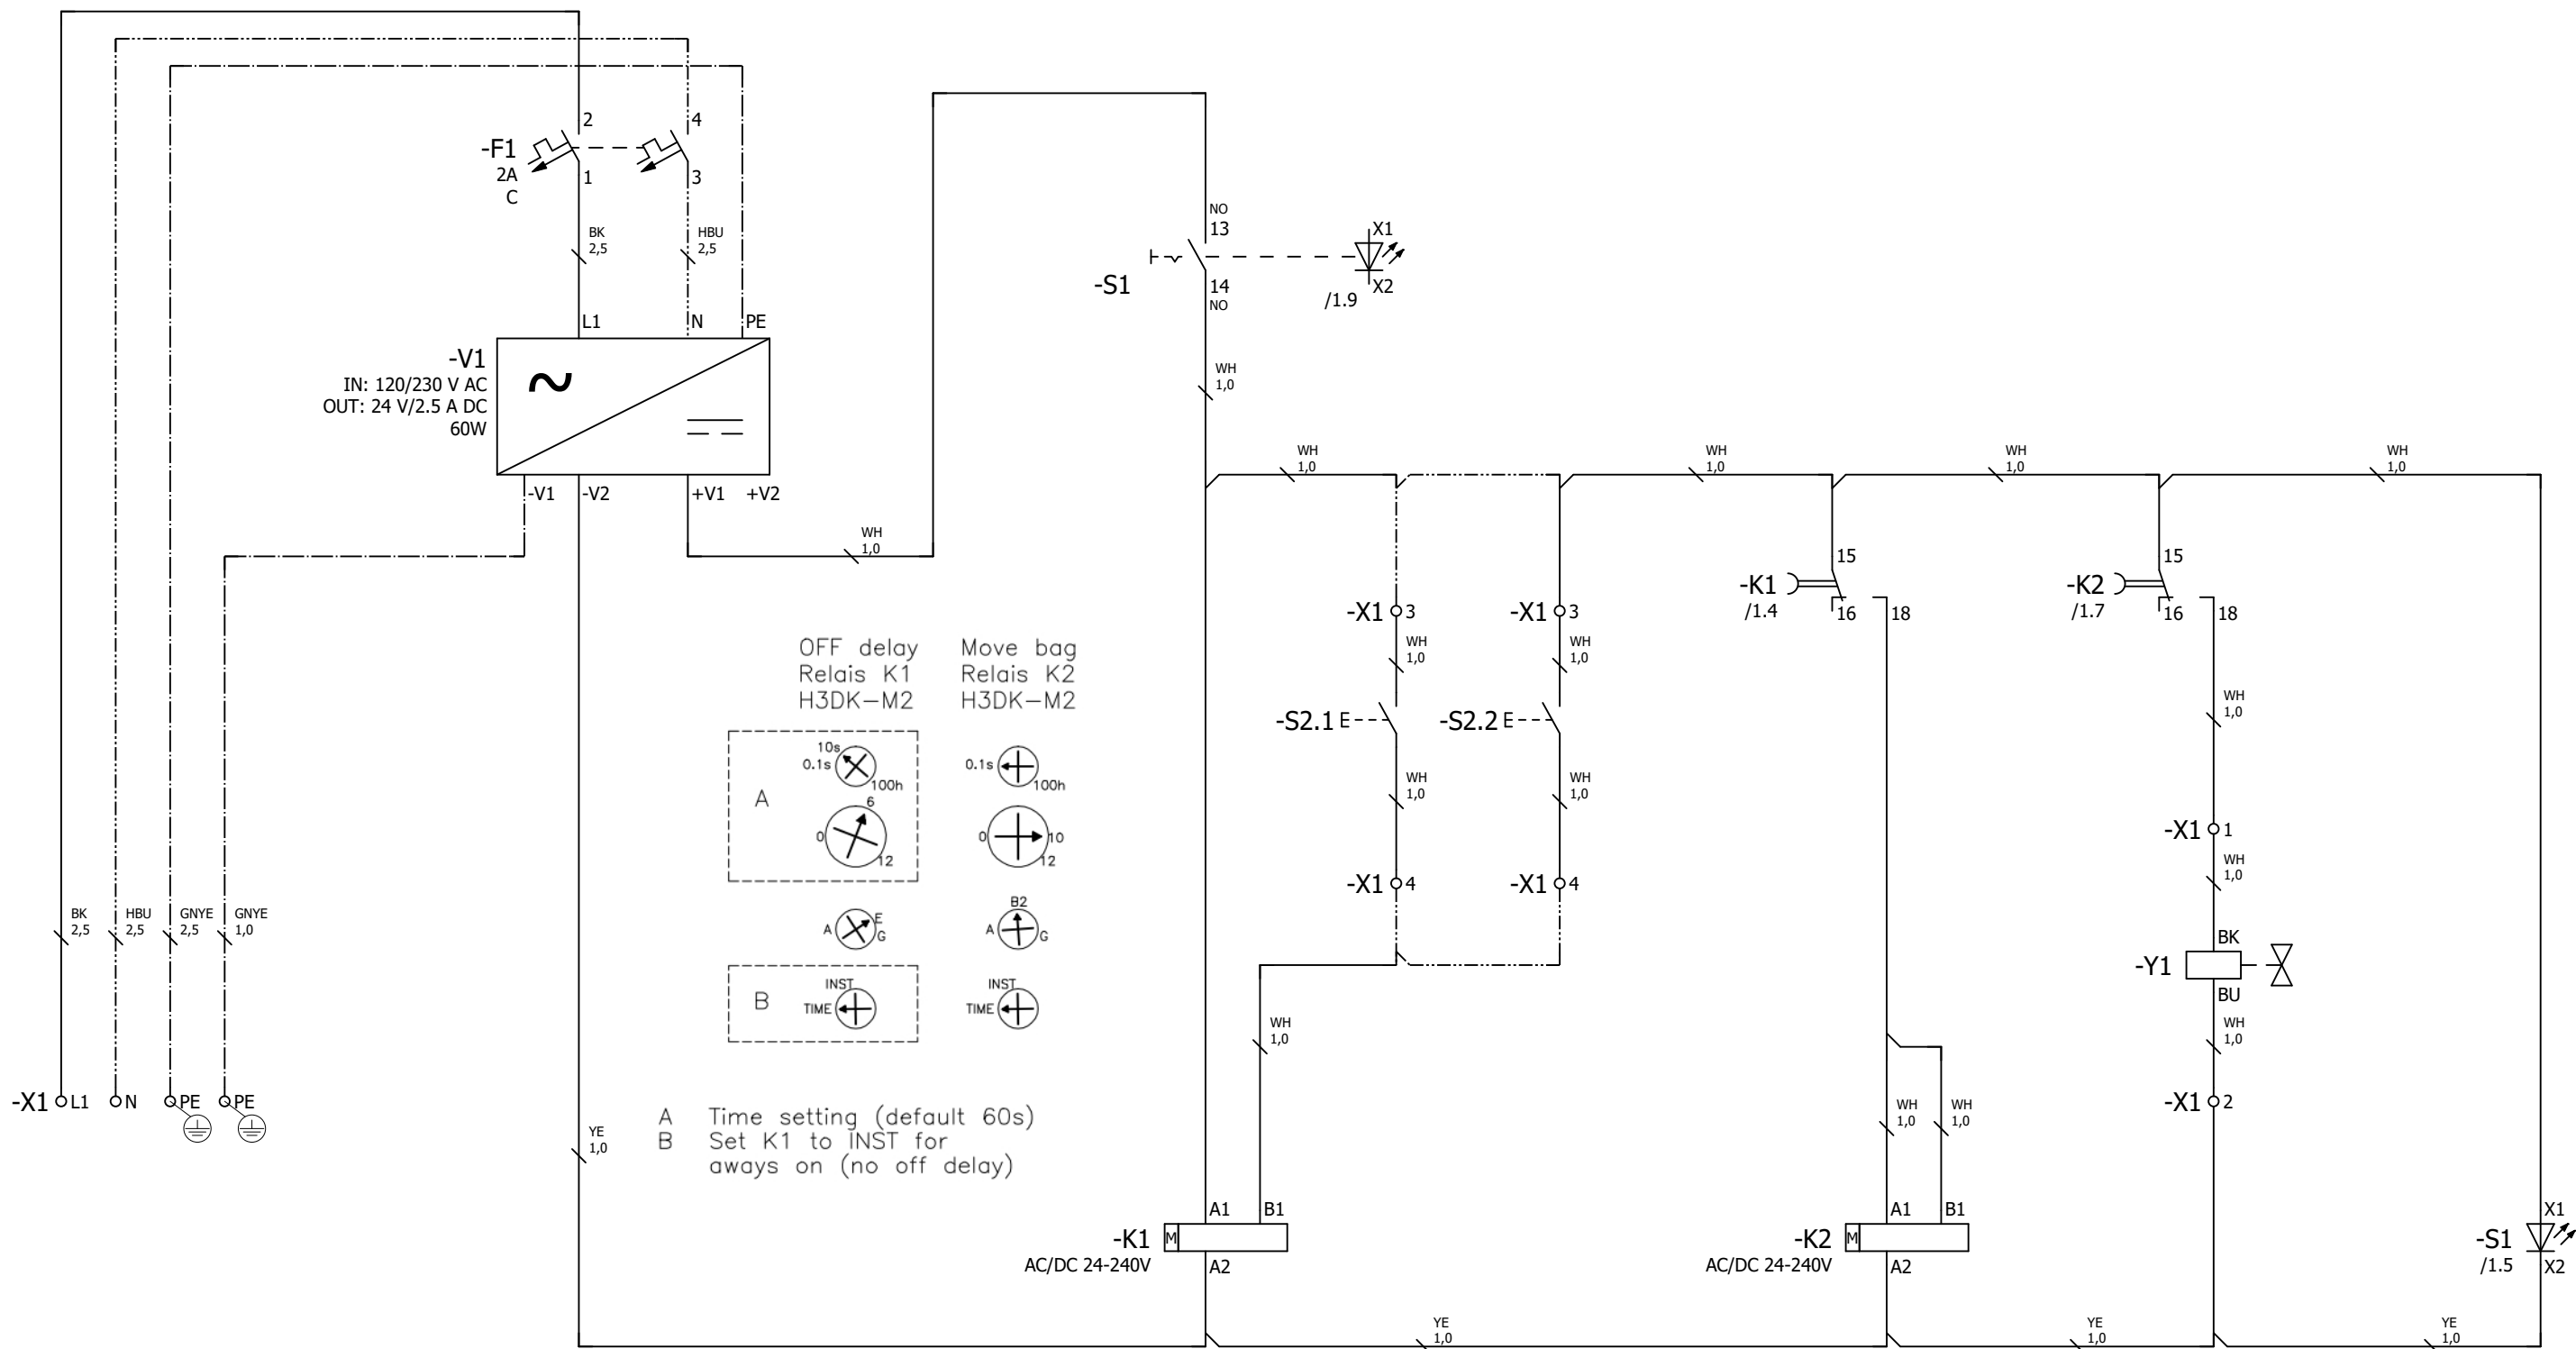 2
4
-F1
2A
C
1
3
BK
2,5
HBU
2,5
L1
N
PE
-V1
IN: 120/230 V AC
OUT: 24 V/2.5 A DC
60W
-V1
-V2
+V1
+V2
WH
1,0
NO
13
-S1
14
NO
X1
X2
/1.9
WH
1,0
WH
1,0
WH
1,0
WH
1,0
WH
1,0
15
-K1
/1.4
16
18
15
-K2
/1.7
16
18
-X1
3
-X1
3
WH
1,0
WH
1,0
-S2.1
-S2.2
WH
1,0
WH
1,0
-X1
4
-X1
4
WH
1,0
WH
1,0
-X1
1
WH
1,0
BK
-Y1
BU
WH
1,0
-X1
2
OFF delay
Relais K1
H3DK-M2
Move bag
Relais K2
H3DK-M2
A
10s
0.1s
100h
6
0
12
0.1s
100h
0
10
12
A
E
G
B2
A
G
B
INST
TIME
INST
TIME
A Time setting (default 60s)
B Set K1 to INST for
aways on (no off delay)
BK
2,5
HBU
2,5
GNYE
2,5
GNYE
1,0
-X1
L1
N
PE
PE
YE
1,0
WH
1,0
WH
1,0
A1
B1
-K1
M
AC/DC 24-240V
A2
A1
B1
-K2
M
AC/DC 24-240V
A2
X1
-S1
/1.5
X2
YE
1,0
YE
1,0
YE
1,0